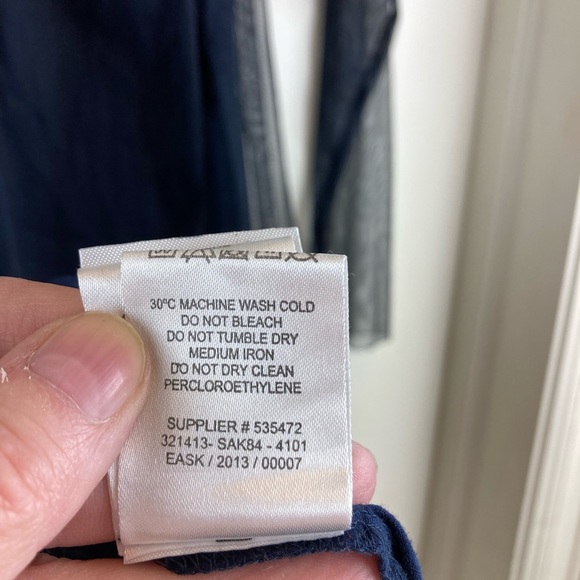 30°C MACHINE WASH COLD
DO NOT BLEACH
DO NOT TUMBLE DRY
MEDIUM IRON
DO NOT DRY CLEAN
PERCLOROETHYLENE
SUPPLIER # 535472
321413- SAK84 - 4101
EASK / 2013 / 00007